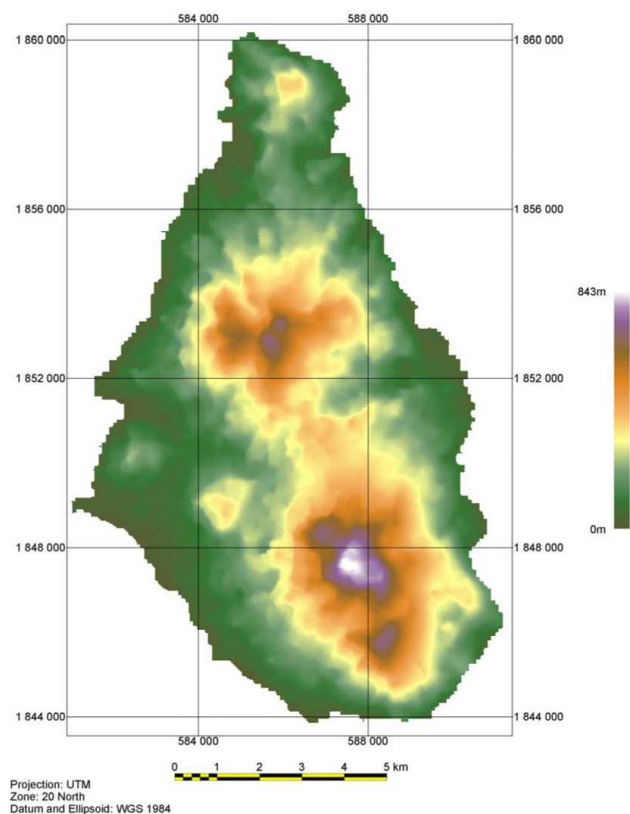 584 000 588 000
1 860 000 1 860 000
1 856 000 1 856 000
843m
1 852 000 1 852 000
0m
1 848 000 1 848 000
1 844 000 1 844 000
584 000 588 000
0 1 2 3 4 5 km
Projection: UTM
Zone: 20 North
Datum and Ellipsoid: WGS 1984